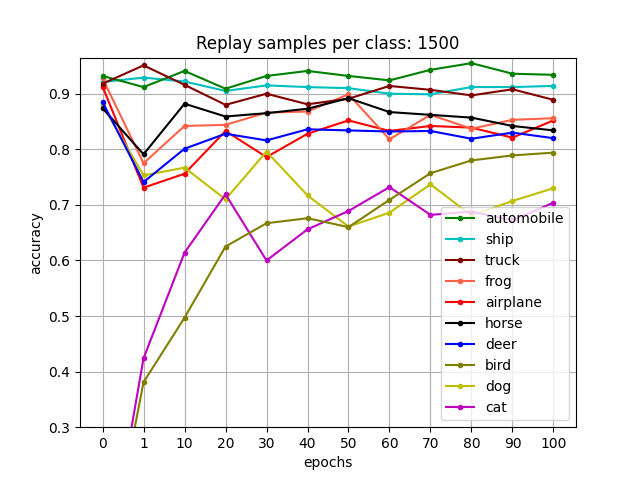 Replay samples per class: 1500
accuracy
0.9
0.8
0.7
0.6
0.5
0.4
0.3
automobile
ship
truck
frog
airplane
horse
deer
bird
dog
cat
0 1 10 20 30 40 50 60 70 80 90 100
epochs